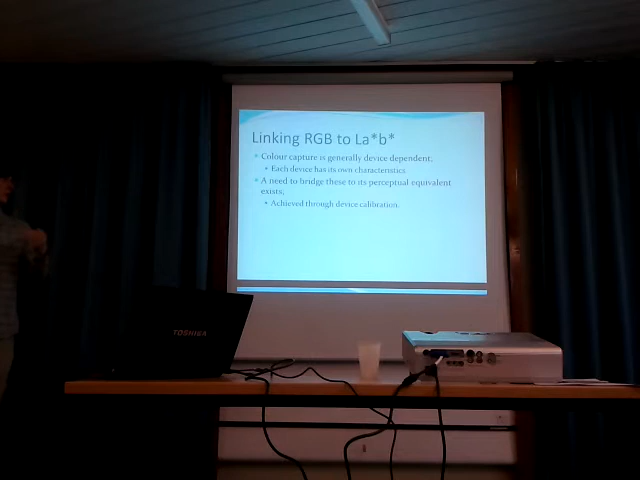 Linking RGB to La*b*
Colour capture is generally device dependent;
Each device has its own characteristics
A need to bridge these to its perceptual equivalent
exists;
Achieved through device calibration.
TOSHIBA